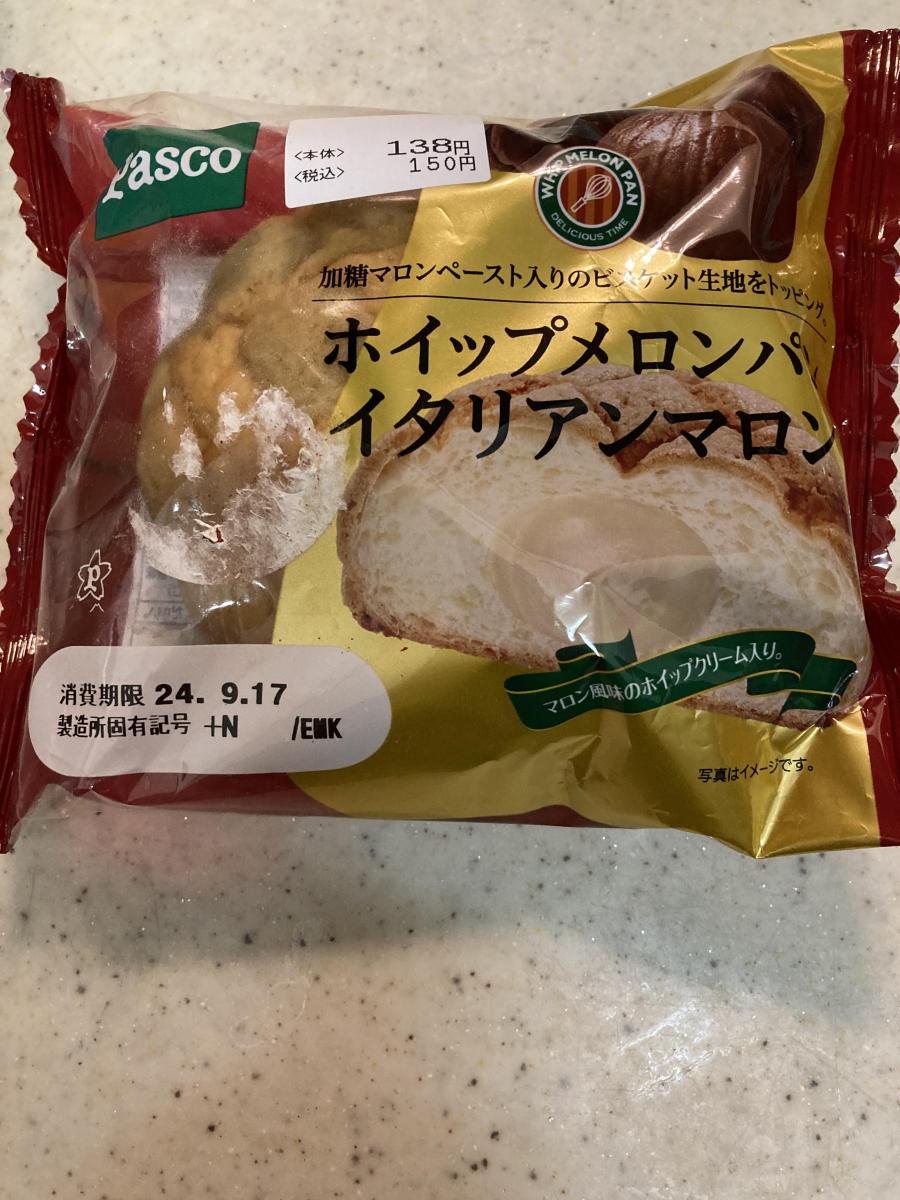 Pasco
<本体> 138円
<税込> 150円
WHIP MELON PAN
DELICIOUS TIME
加糖マロンペースト入りのビスケット生地をトッピング。
ホイップメロンパン
イタリアンマロン
マロン風味のホイップクリーム入り。
消費期限 24. 9.17
製造所固有記号 +N /EMK
写真はイメージです。